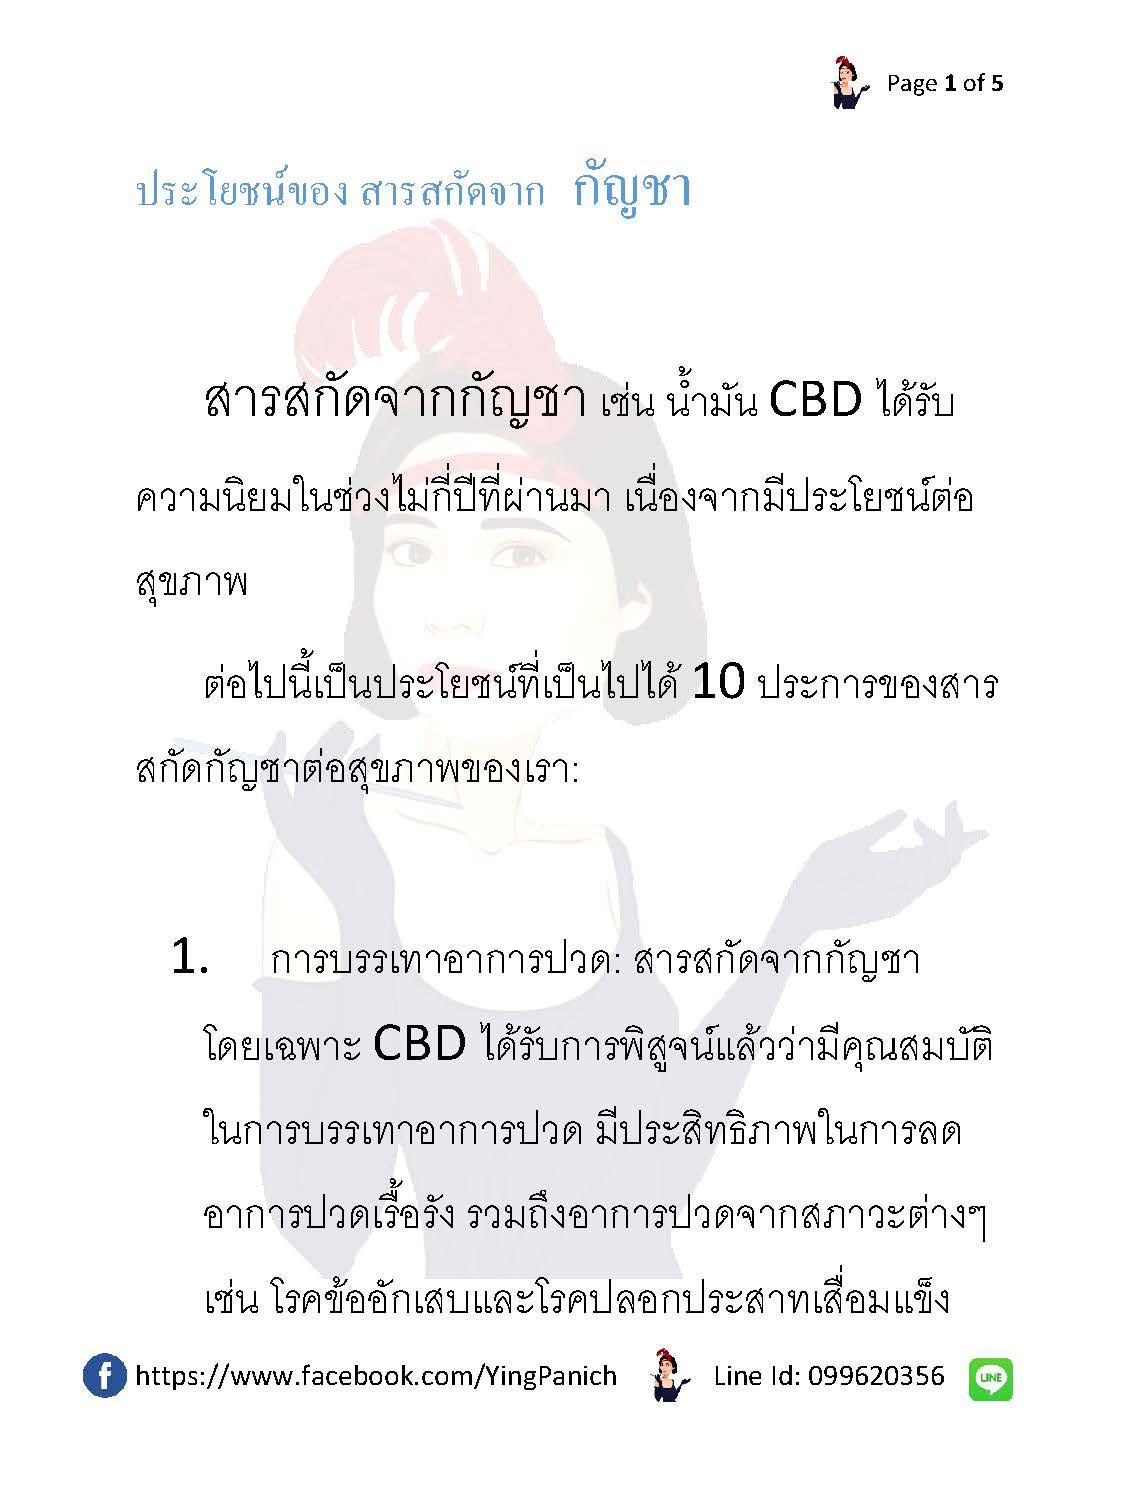 Page 1 of 5
ประโยชน์ของ สารสกัดจาก กัญชา
สารสกัดจากกัญชา เช่น น้ำมัน CBD ได้รับ
ความนิยมในช่วงไม่กี่ปีที่ผ่านมา เนื่องจากมีประโยชน์ต่อ
สุขภาพ
ต่อไปนี้เป็นประโยชน์ที่เป็นไปได้ 10 ประการของสาร
สกัดกัญชาต่อสุขภาพของเรา:
1. การบรรเทาอาการปวด: สารสกัดจากกัญชา
โดยเฉพาะ CBD ได้รับการพิสูจน์แล้วว่ามีคุณสมบัติ
ในการบรรเทาอาการปวด มีประสิทธิภาพในการลด
อาการปวดเรื้อรัง รวมถึงอาการปวดจากสภาวะต่างๆ
เช่น โรคข้ออักเสบและโรคปลอกประสาทเสื่อมแข็ง
f https://www.facebook.com/YingPanich Line Id: 099620356 LINE